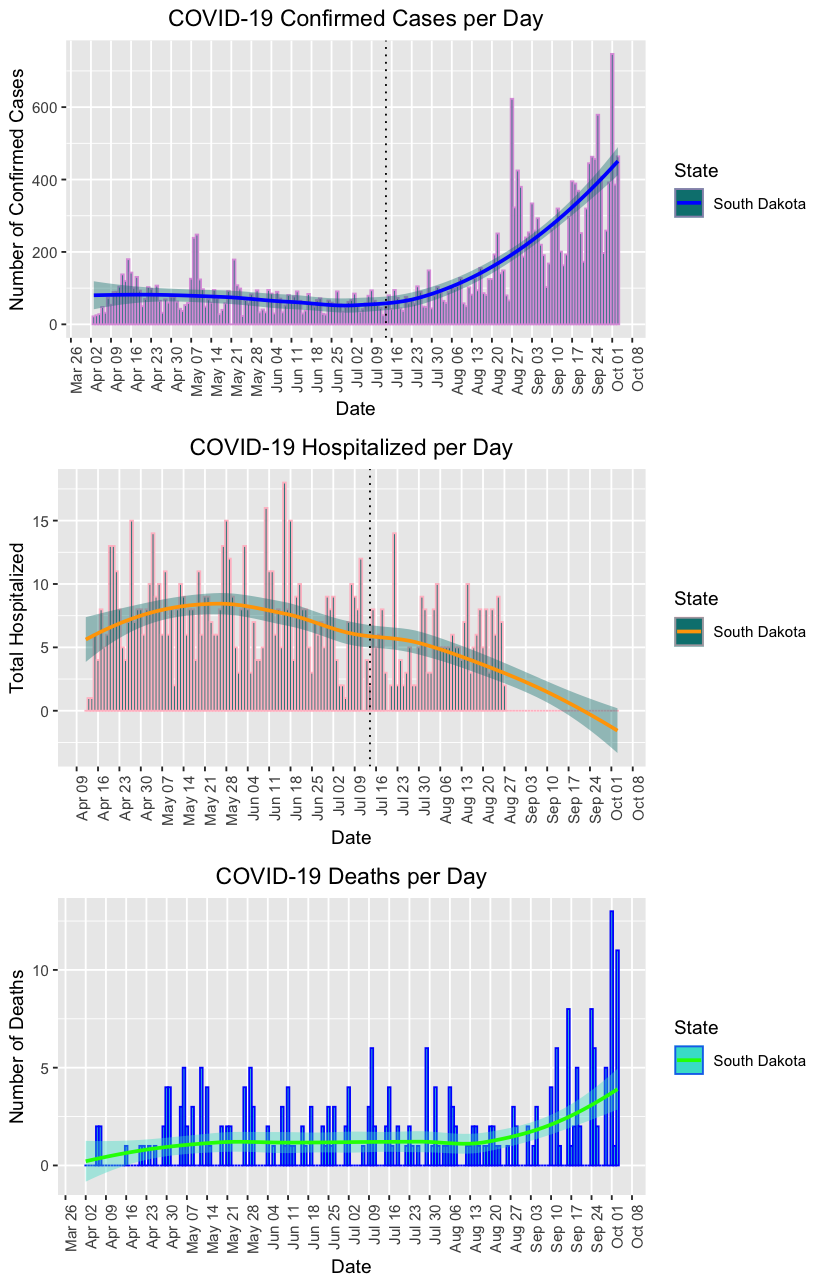 COVID-19 Confirmed Cases per Day
Number of Confirmed Cases
600
400
200
0
Mar 26
Apr 02
Apr 09
Apr 16
Apr 23
Apr 30
May 07
May 14
May 21
May 28
Jun 04
Jun 11
Jun 18
Jun 25
Jul 02
Jul 09
Jul 16
Jul 23
Jul 30
Aug 06
Aug 13
Aug 20
Aug 27
Sep 03
Sep 10
Sep 17
Sep 24
Oct 01
Oct 08
Date
State
South Dakota
COVID-19 Hospitalized per Day
Total Hospitalized
15
10
5
0
Apr 09
Apr 16
Apr 23
Apr 30
May 07
May 14
May 21
May 28
Jun 04
Jun 11
Jun 18
Jun 25
Jul 02
Jul 09
Jul 16
Jul 23
Jul 30
Aug 06
Aug 13
Aug 20
Aug 27
Sep 03
Sep 10
Sep 17
Sep 24
Oct 01
Oct 08
Date
State
South Dakota
COVID-19 Deaths per Day
Number of Deaths
10
5
0
Mar 26
Apr 02
Apr 09
Apr 16
Apr 23
Apr 30
May 07
May 14
May 21
May 28
Jun 04
Jun 11
Jun 18
Jun 25
Jul 02
Jul 09
Jul 16
Jul 23
Jul 30
Aug 06
Aug 13
Aug 20
Aug 27
Sep 03
Sep 10
Sep 17
Sep 24
Oct 01
Oct 08
Date
State
South Dakota